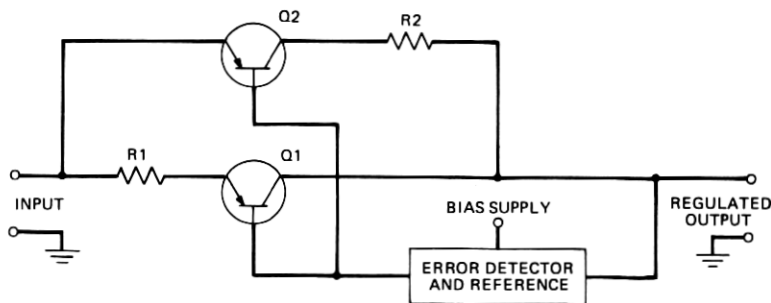 Q2
R2
R1
Q1
INPUT
BIAS SUPPLY
REGULATED
OUTPUT
ERROR DETECTOR
AND REFERENCE